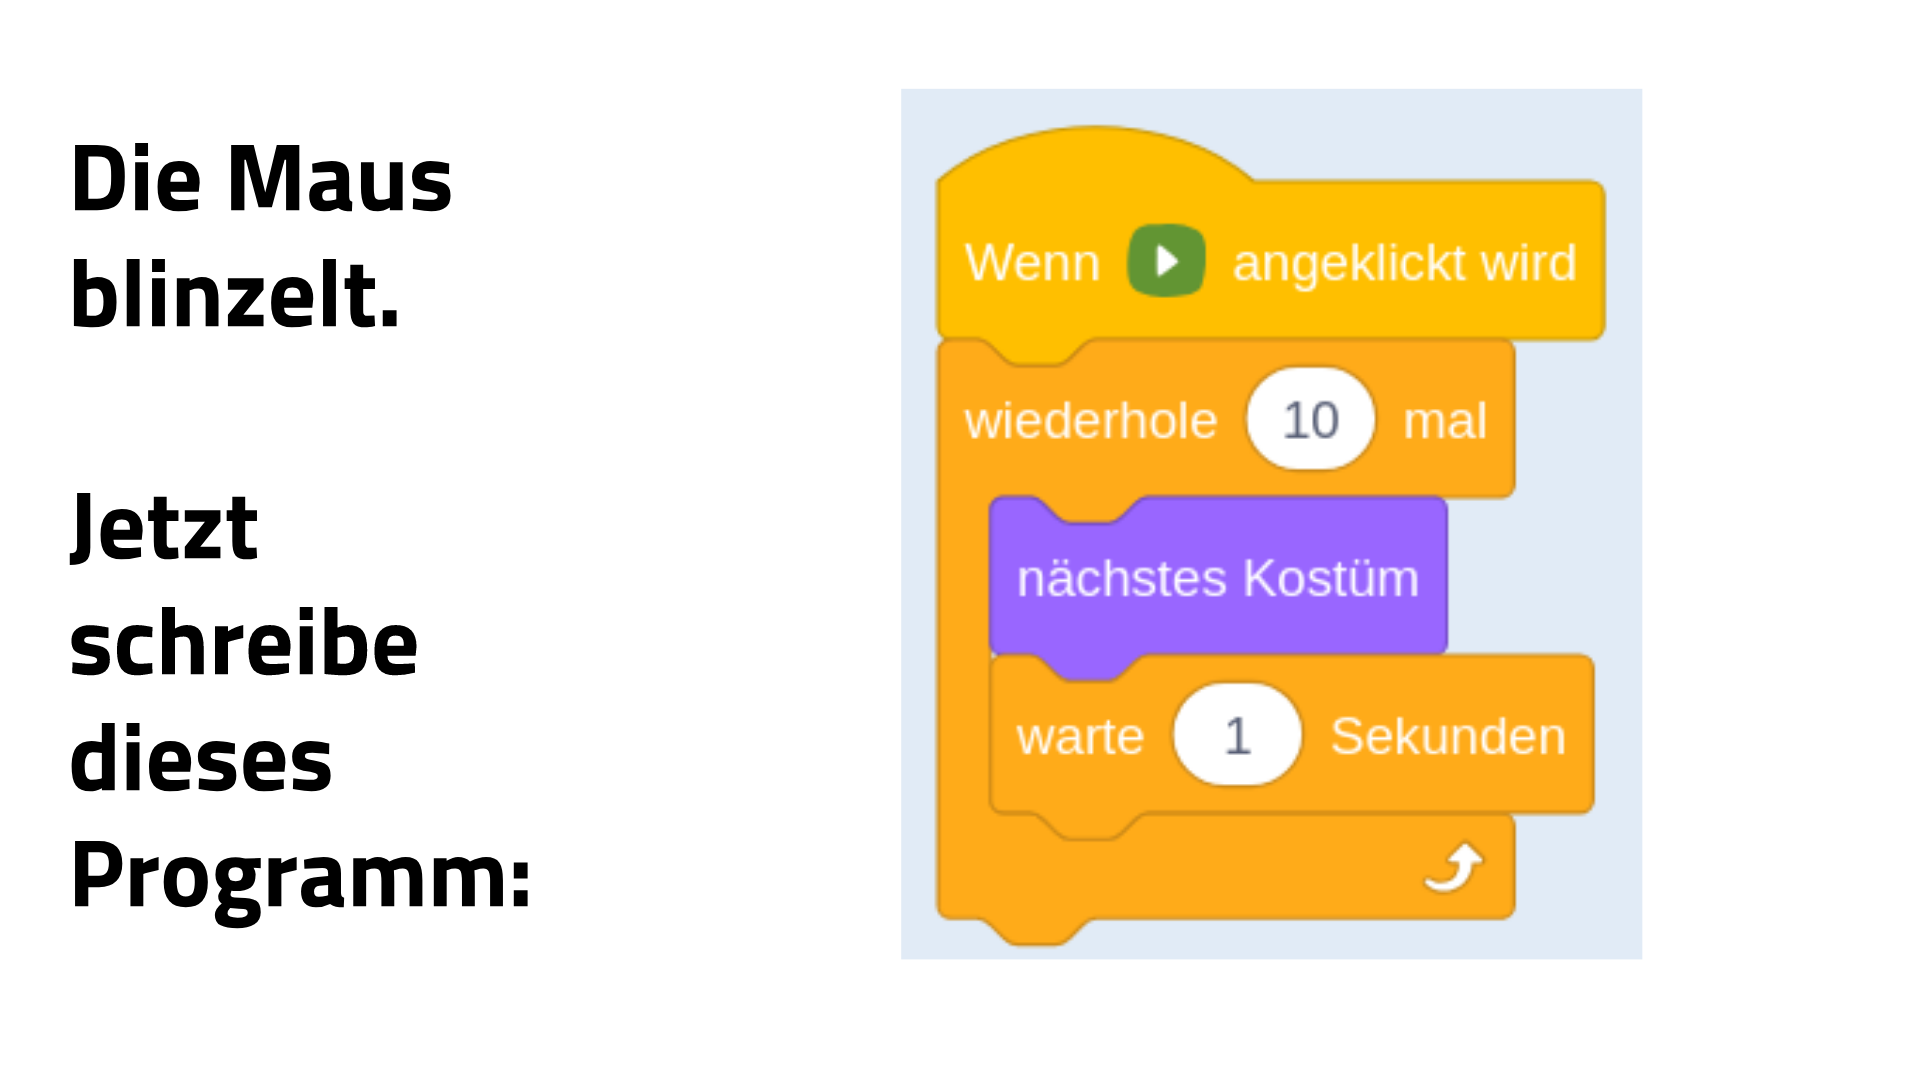 Die Maus
blinzelt.
Jetzt
schreibe
dieses
Programm:
Wenn angeklickt wird
wiederhole 10 mal
nächstes Kostüm
warte 1 Sekunden